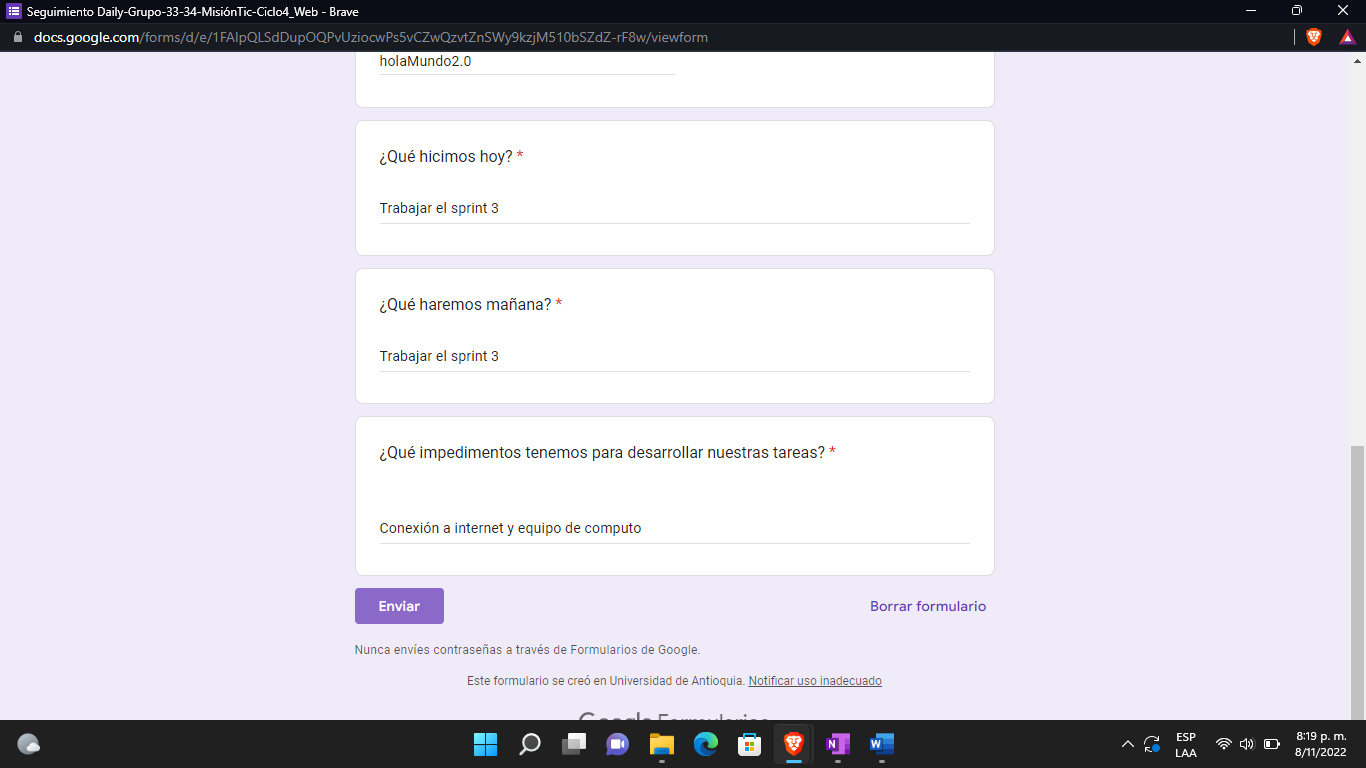 Seguimiento Daily-Grupo-33-34-MisiónTic-Ciclo4_Web - Brave
docs.google.com/forms/d/e/1FAIpQLSdDupOQPvUziocwPs5vCZwQzvtZnSWy9kzjM510bSZdZ-rF8w/viewform
holaMundo2.0
¿Qué hicimos hoy? *
Trabajar el sprint 3
¿Qué haremos mañana? *
Trabajar el sprint 3
¿Qué impedimentos tenemos para desarrollar nuestras tareas? *
Conexión a internet y equipo de computo
Enviar
Borrar formulario
Nunca envíes contraseñas a través de Formularios de Google.
Este formulario se creó en Universidad de Antioquia. Notificar uso inadecuado
Google Formularios
ESP
LAA
8:19 p. m.
8/11/2022